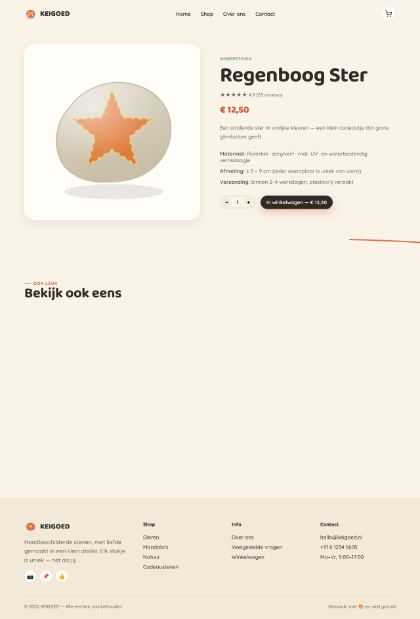 KEIGOED
Home Shop Over ons Contact
KINDERSTENEN
Regenboog Ster
★★★★★ 4.9 (63 reviews)
€ 12,50
Een stralende ster in vrolijke kleuren — een klein cadeautje dat grote
glimlachen geeft.
Materiaal: Rivierkei · acrylverf · mat, UV- en waterbestendig
vernislaagje
Afmeting: ± 5 – 9 cm (ieder exemplaar is uniek van vorm)
Verzending: binnen 2–4 werkdagen, plasticvrij verpakt
− 1 +
In winkelwagen — € 12,50
— OOK LEUK
Bekijk ook eens
KEIGOED
Handbeschilderde stenen, met liefde
gemaakt in een klein atelier. Elk stukje
is uniek — net als jij.
Shop
Dieren
Mandala's
Natuur
Cadeaustenen
Info
Over ons
Veelgestelde vragen
Winkelwagen
Contact
hallo@keigoed.nl
+31 6 1234 5678
Ma–Vr, 9:00–17:00
© 2025 KEIGOED — Alle rechten voorbehouden
Gemaakt met 🎨 en veel geduld